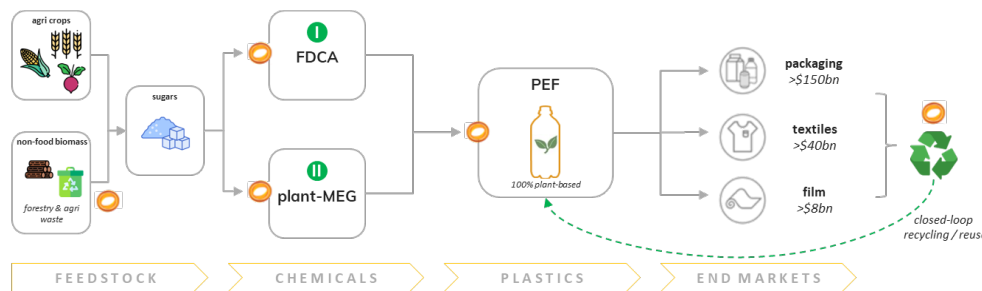 agri crops
non-food biomass
forestry & agri
waste
sugars
I
FDCA
II
plant-MEG
PEF
100% plant-based
packaging
>$150bn
textiles
>$40bn
film
>$8bn
closed-loop
recycling / reuse
FEEDSTOCK
CHEMICALS
PLASTICS
END MARKETS